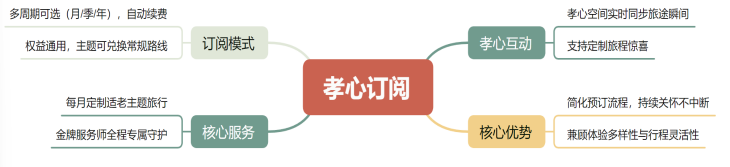 孝心订阅
订阅模式
多周期可选（月/季/年），自动续费
权益通用，主题可兑换常规路线
核心服务
每月定制适老主题旅行
金牌服务师全程专属守护
孝心互动
孝心空间实时同步旅途瞬间
支持定制旅程惊喜
核心优势
简化预订流程，持续关怀不中断
兼顾体验多样性与行程灵活性